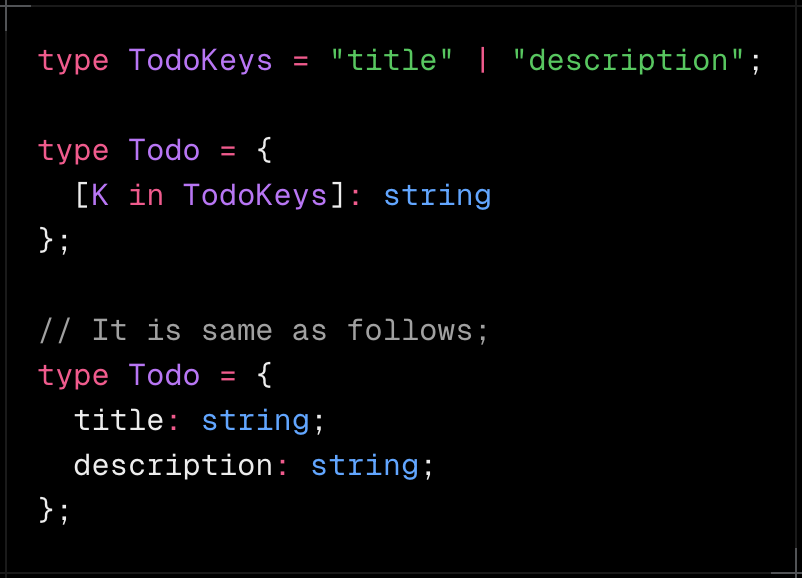 type TodoKeys = "title" | "description";
type Todo = {
  [K in TodoKeys]: string
};
// It is same as follows;
type Todo = {
  title: string;
  description: string;
};